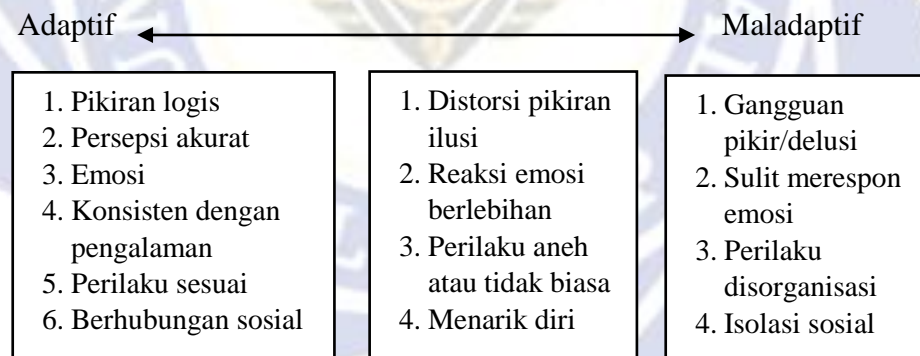 Adaptif
Maladaptif
1. Pikiran logis
2. Persepsi akurat
3. Emosi
4. Konsisten dengan
pengalaman
5. Perilaku sesuai
6. Berhubungan sosial
1. Distorsi pikiran
ilusi
2. Reaksi emosi
berlebihan
3. Perilaku aneh
atau tidak biasa
4. Menarik diri
1. Gangguan
pikir/delusi
2. Sulit merespon
emosi
3. Perilaku
disorganisasi
4. Isolasi sosial